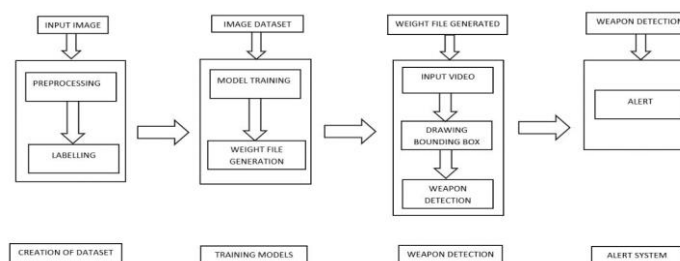 INPUT IMAGE
IMAGE DATASET
WEIGHT FILE GENERATED
WEAPON DETECTION
PREPROCESSING
LABELLING
MODEL TRAINING
WEIGHT FILE
GENERATION
INPUT VIDEO
DRAWING
BOUNDING BOX
WEAPON
DETECTION
ALERT
CREATION OF DATASET
TRAINING MODELS
WEAPON DETECTION
ALERT SYSTEM